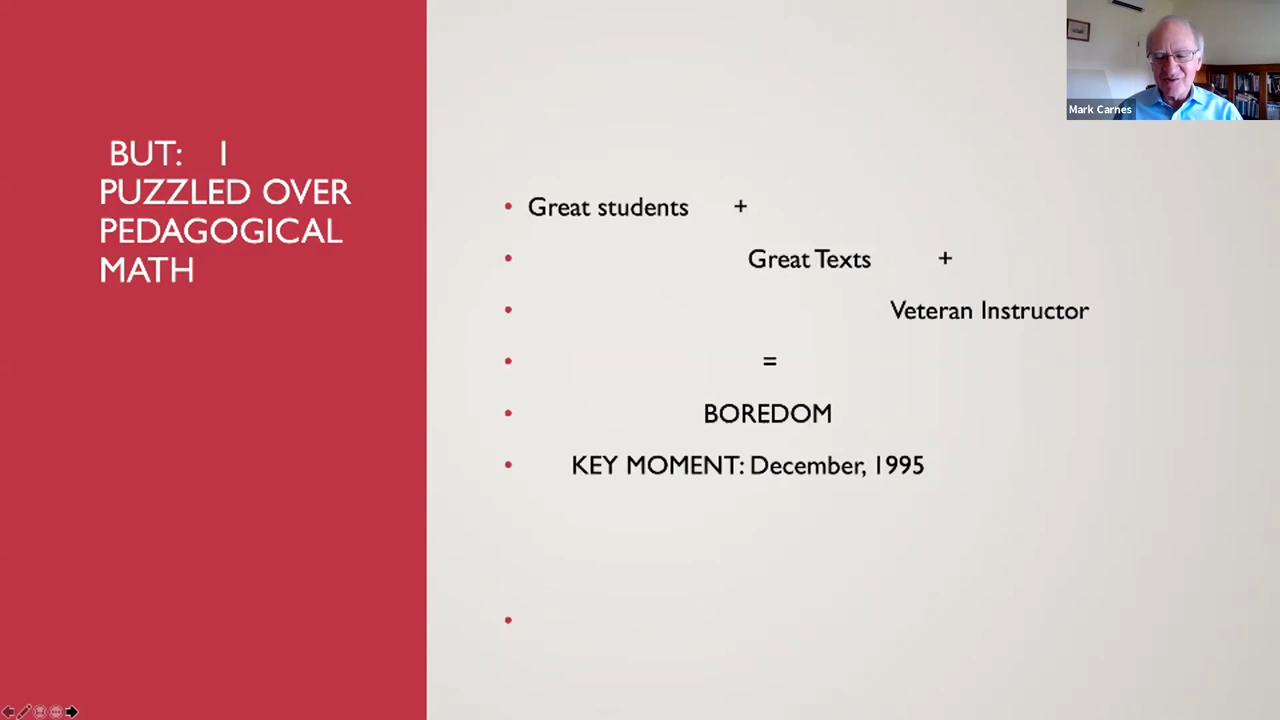 BUT: I
PUZZLED OVER
PEDAGOGICAL
MATH
• Great students +
• Great Texts +
• Veteran Instructor
• =
• BOREDOM
• KEY MOMENT: December, 1995
•
Mark Carnes